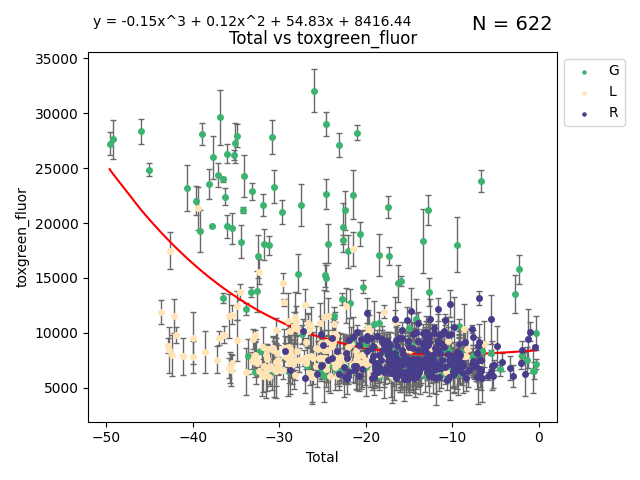 y = -0.15x^3 + 0.12x^2 + 54.83x + 8416.44
N = 622
Total vs toxgreen_fluor
35000
30000
25000
20000
15000
10000
5000
toxgreen_fluor
−50
−40
−30
−20
−10
0
Total
G
L
R